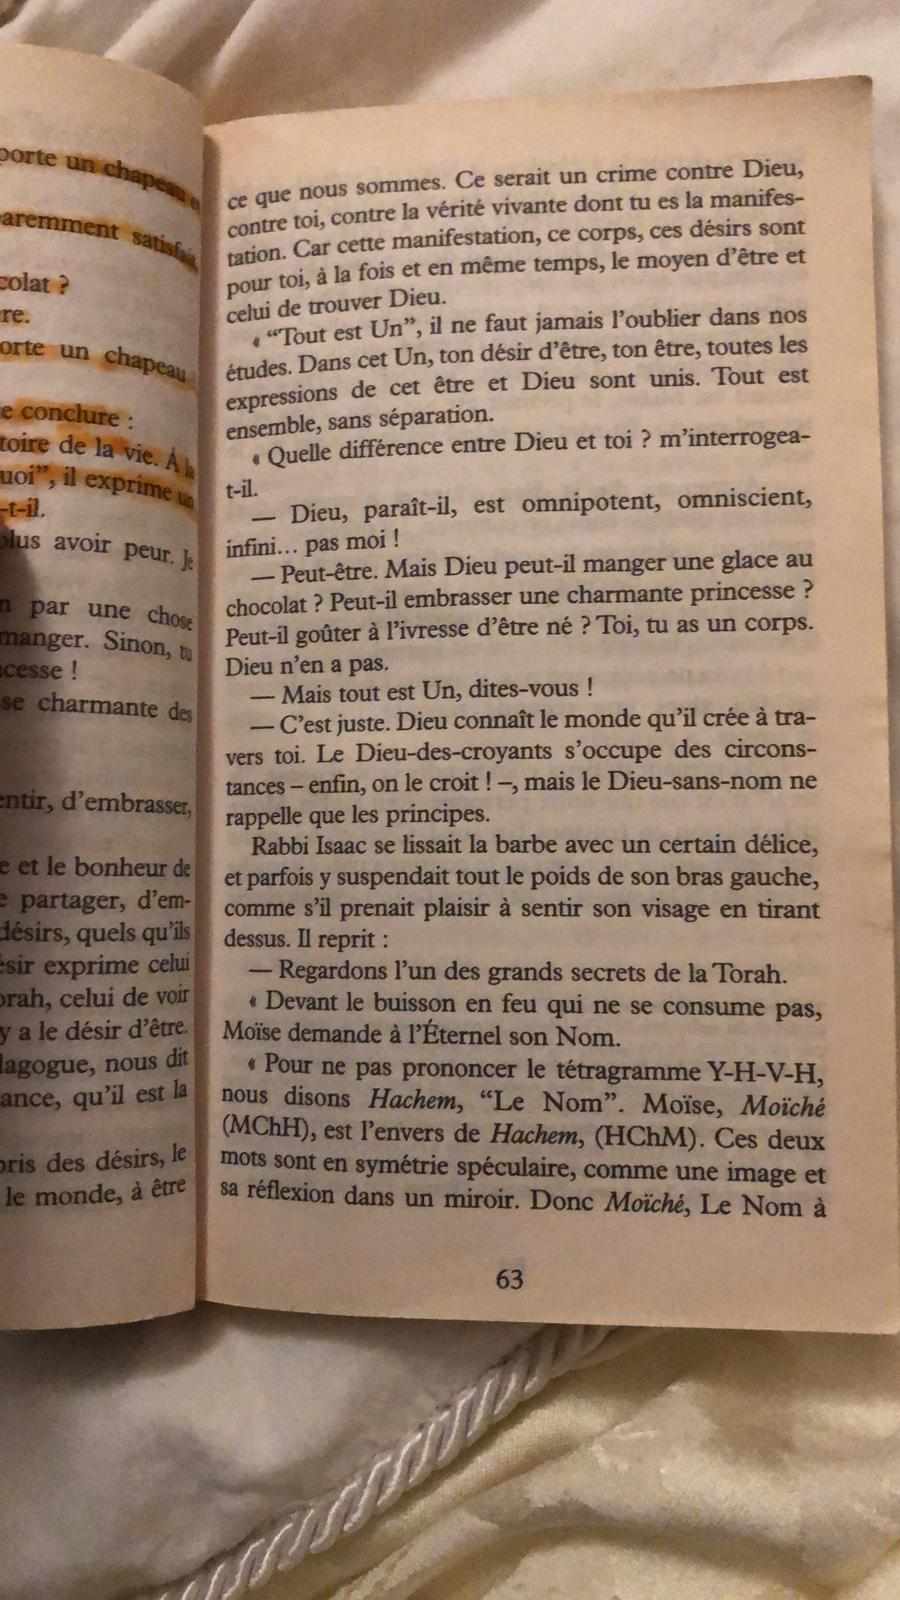 porte un chapeau
aremment satisfait
colat ?
re.
orte un chapeau
e conclure :
toire de la vie. À la
uoi”, il exprime un
-t-il.
plus avoir peur. Je
n par une chose
manger. Sinon, tu
cesse !
se charmante des
entir, d’embrasser,
e et le bonheur de
e partager, d’em-
désirs, quels qu’ils
ésir exprime celui
orah, celui de voir
y a le désir d’être.
dagogue, nous dit
ance, qu’il est la
pris des désirs, le
le monde, à être
ce que nous sommes. Ce serait un crime contre Dieu,
contre toi, contre la vérité vivante dont tu es la manifes-
tation. Car cette manifestation, ce corps, ces désirs sont
pour toi, à la fois et en même temps, le moyen d’être et
celui de trouver Dieu.
« “Tout est Un”, il ne faut jamais l’oublier dans nos
études. Dans cet Un, ton désir d’être, ton être, toutes les
expressions de cet être et Dieu sont unis. Tout est
ensemble, sans séparation.
« Quelle différence entre Dieu et toi ? m’interrogea-
t-il.
— Dieu, paraît-il, est omnipotent, omniscient,
infini... pas moi !
— Peut-être. Mais Dieu peut-il manger une glace au
chocolat ? Peut-il embrasser une charmante princesse ?
Peut-il goûter à l’ivresse d’être né ? Toi, tu as un corps.
Dieu n’en a pas.
— Mais tout est Un, dites-vous !
— C’est juste. Dieu connaît le monde qu’il crée à tra-
vers toi. Le Dieu-des-croyants s’occupe des circons-
tances – enfin, on le croit ! –, mais le Dieu-sans-nom ne
rappelle que les principes.
Rabbi Isaac se lissait la barbe avec un certain délice,
et parfois y suspendait tout le poids de son bras gauche,
comme s’il prenait plaisir à sentir son visage en tirant
dessus. Il reprit :
— Regardons l’un des grands secrets de la Torah.
« Devant le buisson en feu qui ne se consume pas,
Moïse demande à l’Éternel son Nom.
« Pour ne pas prononcer le tétragramme Y-H-V-H,
nous disons Hachem, “Le Nom”. Moïse, Moïché
(MChH), est l’envers de Hachem, (HChM). Ces deux
mots sont en symétrie spéculaire, comme une image et
sa réflexion dans un miroir. Donc Moïché, Le Nom à
63